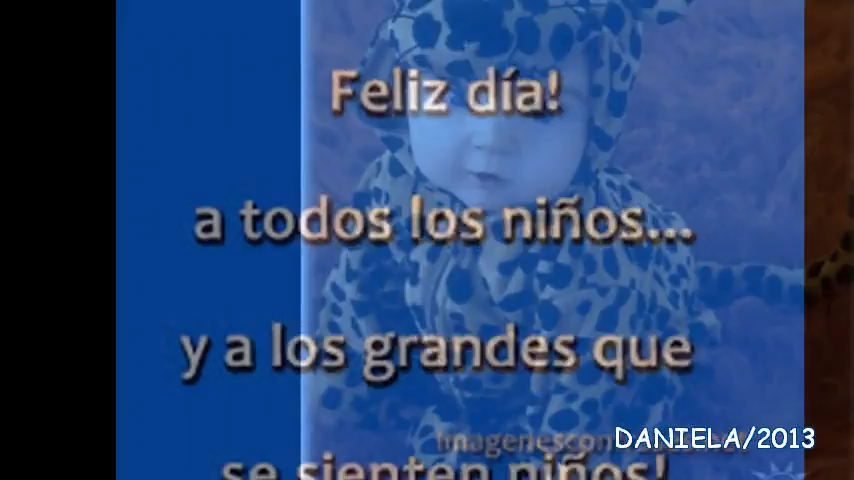 Feliz día!
a todos los niños...
y a los grandes que
DANIELA/2013
se sienten niños!